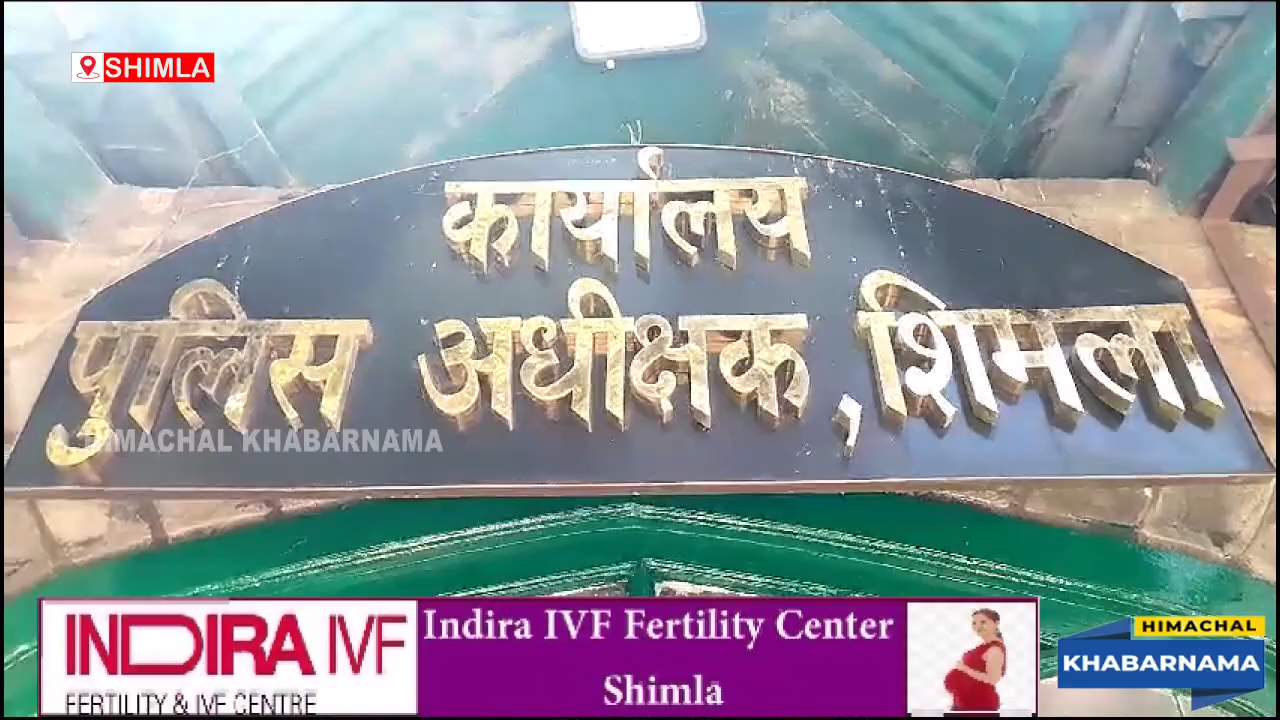 SHIMLA
कार्यालय
पुलिस अधीक्षक, शिमला
HIMACHAL KHABARNAMA
INDIRA IVF
FERTILITY & IVF CENTRE
Indira IVF Fertility Center
Shimla
HIMACHAL
KHABARNAMA